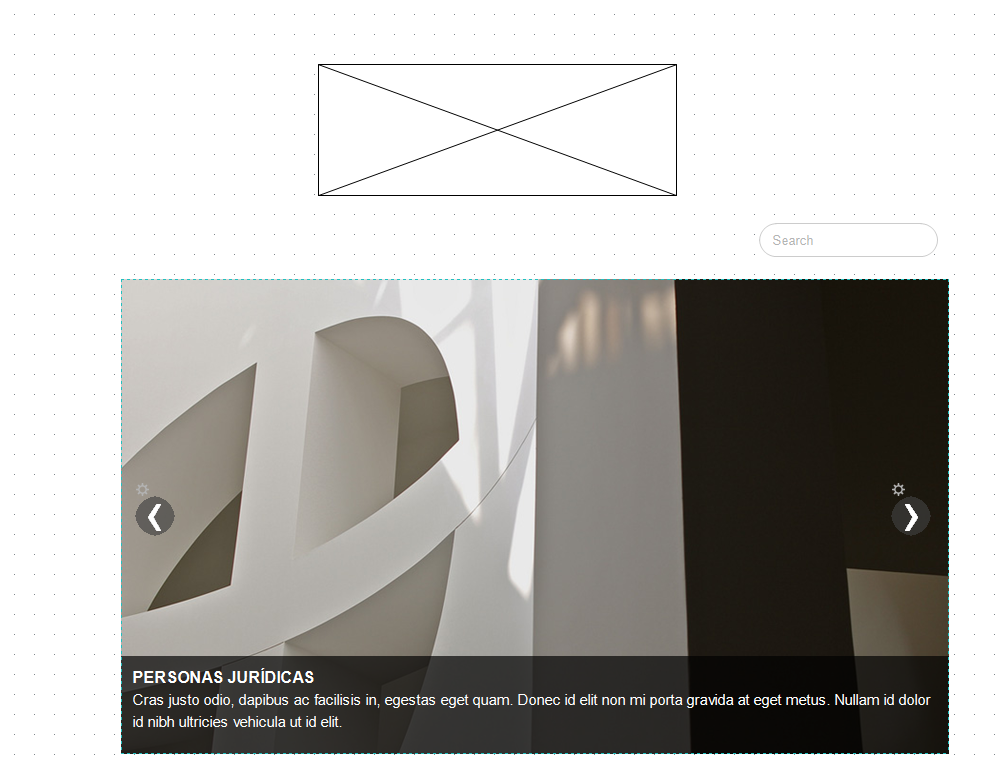 Search
PERSONAS JURÍDICAS
Cras justo odio, dapibus ac facilisis in, egestas eget quam. Donec id elit non mi porta gravida at eget metus. Nullam id dolor
id nibh ultricies vehicula ut id elit.